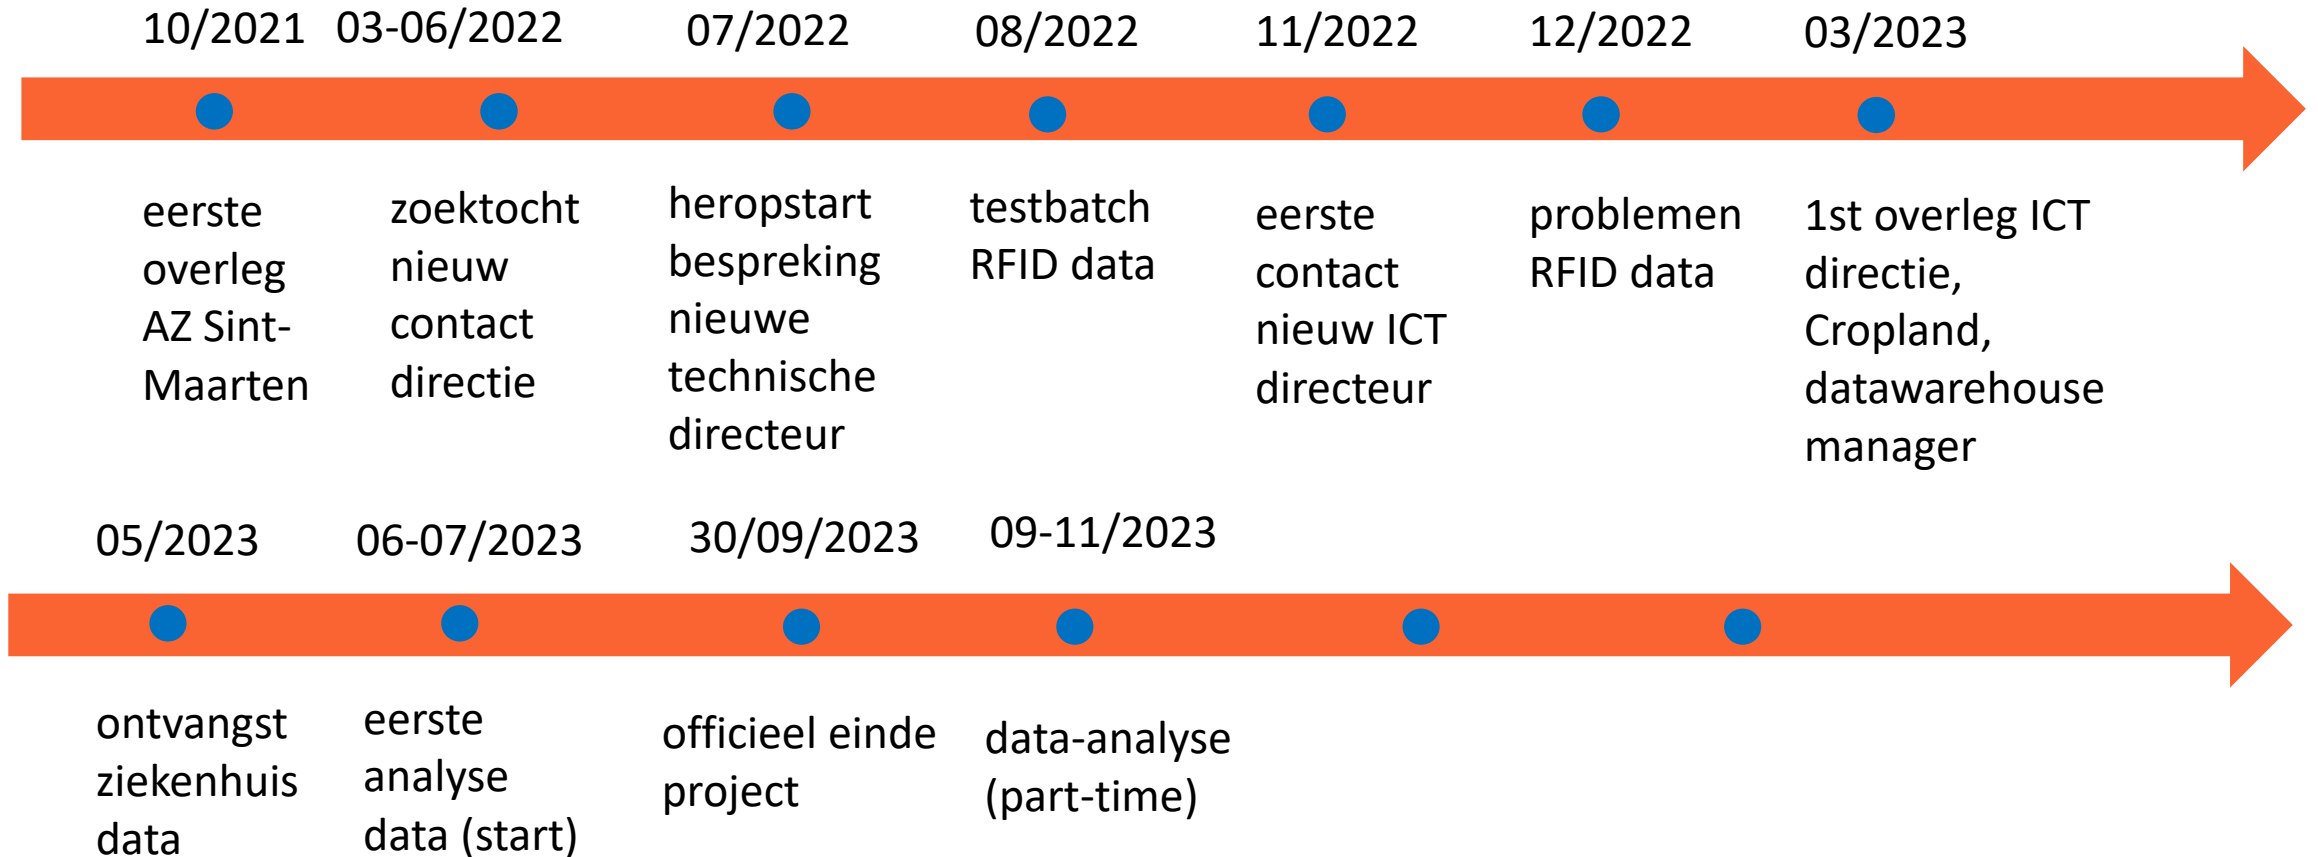 10/2021 03-06/2022 07/2022 08/2022 11/2022 12/2022 03/2023
eerste
overleg
AZ Sint-
Maarten
zoektocht
nieuw
contact
directie
heropstart
bespreking
nieuwe
technische
directeur
testbatch
RFID data
eerste
contact
nieuw ICT
directeur
problemen
RFID data
1st overleg ICT
directie,
Cropland,
datawarehouse
manager
05/2023 06-07/2023 30/09/2023 09-11/2023
ontvangst
ziekenhuis
data
eerste
analyse
data (start)
officieel einde
project
data-analyse
(part-time)